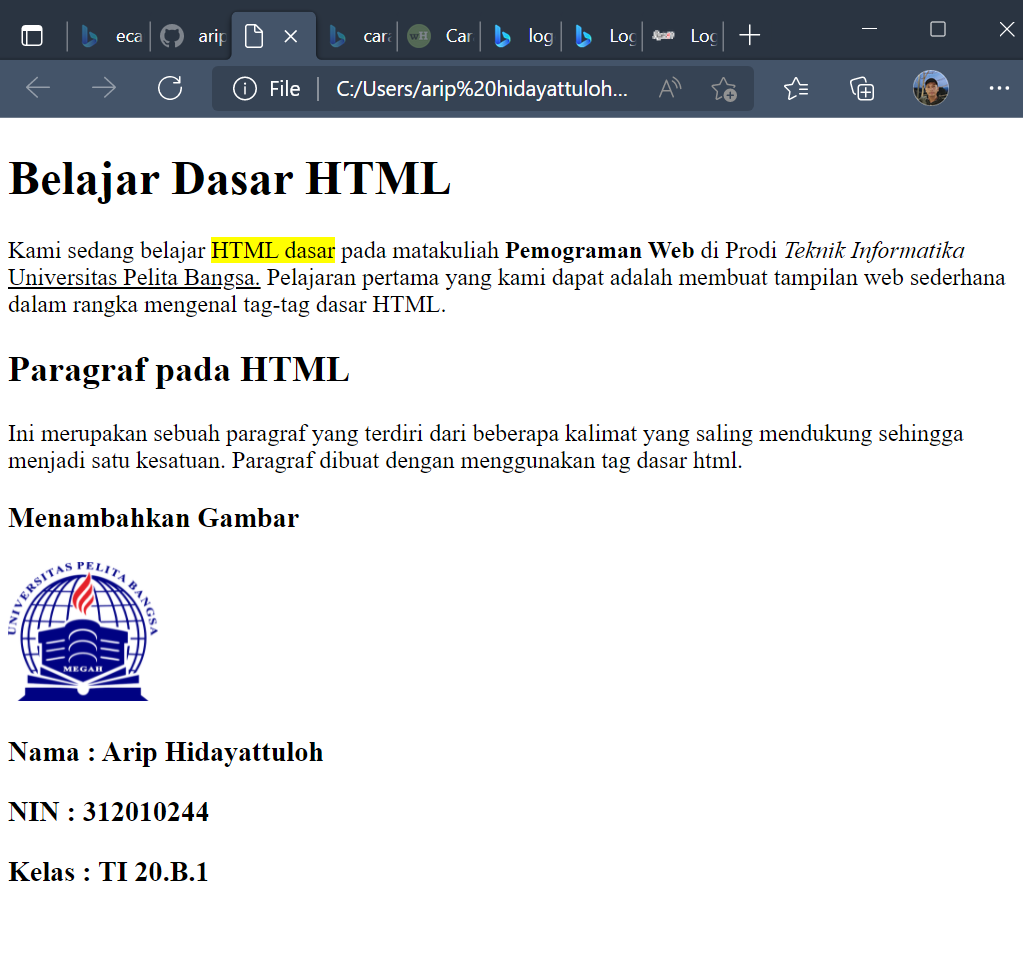 eca
arip
cara
Car
log
Log
Log
File
C:/Users/arip%20hidayattuloh...
Belajar Dasar HTML
Kami sedang belajar HTML dasar pada matakuliah Pemograman Web di Prodi Teknik Informatika
Universitas Pelita Bangsa. Pelajaran pertama yang kami dapat adalah membuat tampilan web sederhana
dalam rangka mengenal tag-tag dasar HTML.
Paragraf pada HTML
Ini merupakan sebuah paragraf yang terdiri dari beberapa kalimat yang saling mendukung sehingga
menjadi satu kesatuan. Paragraf dibuat dengan menggunakan tag dasar html.
Menambahkan Gambar
UNIVERSITAS PELITA BANGSA
MEGAH
Nama : Arip Hidayattuloh
NIN : 312010244
Kelas : TI 20.B.1